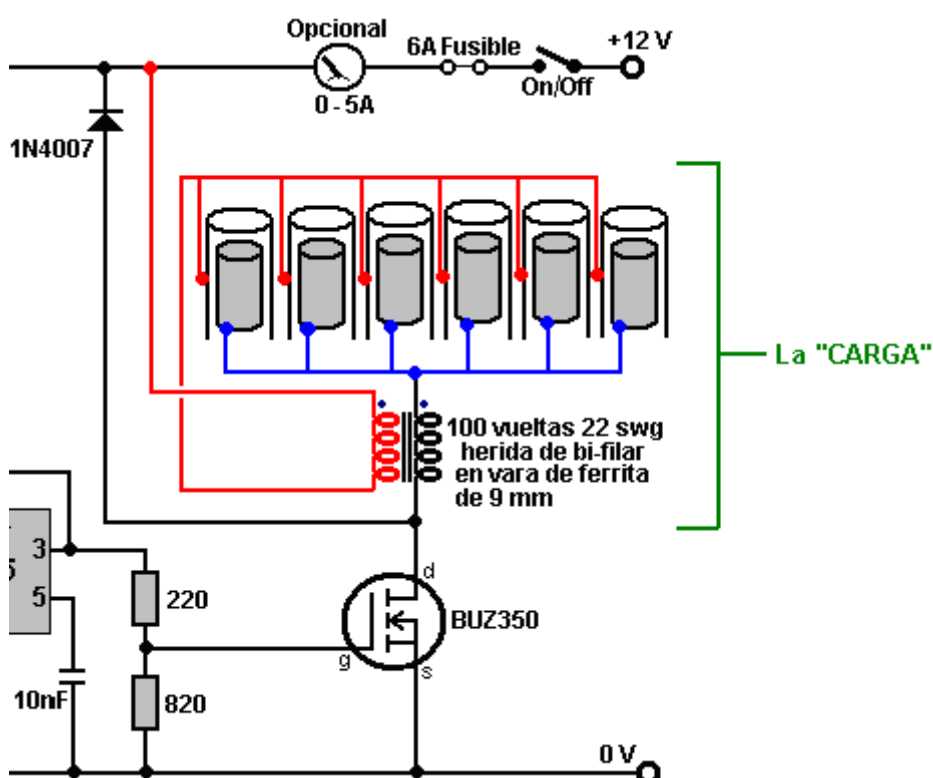 Opcional
0 - 5A
6A Fusible
On/Off
+12 V
1N4007
La "CARGA"
100 vueltas 22 swg
herida de bi-filar
en vara de ferrita
de 9 mm
3
5
220
d
BUZ350
g
s
10nF
820
0 V